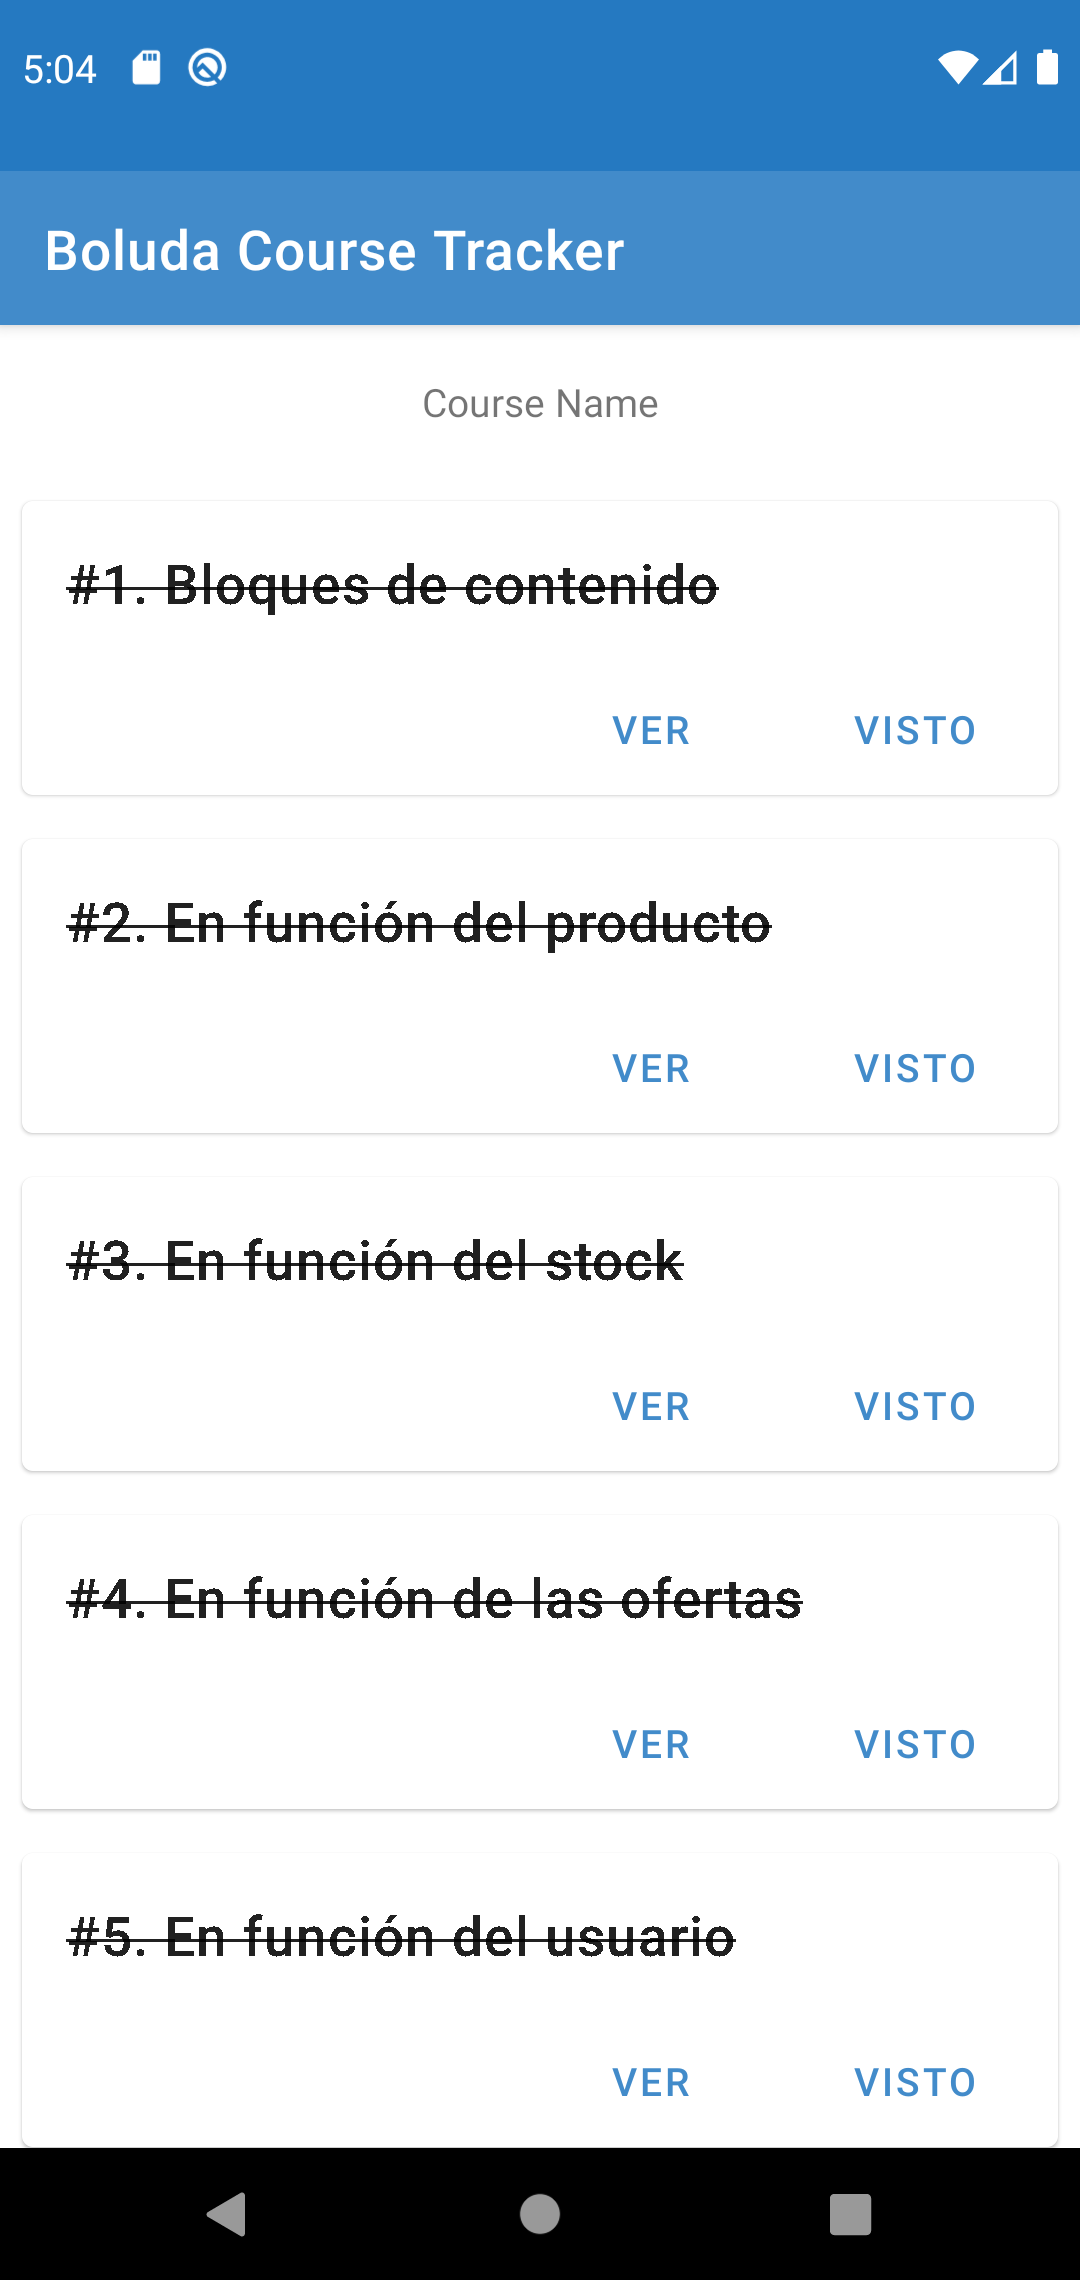 5:04
Boluda Course Tracker
Course Name
#1. Bloques de contenido
VER VISTO
#2. En función del producto
VER VISTO
#3. En función del stock
VER VISTO
#4. En función de las ofertas
VER VISTO
#5. En función del usuario
VER VISTO